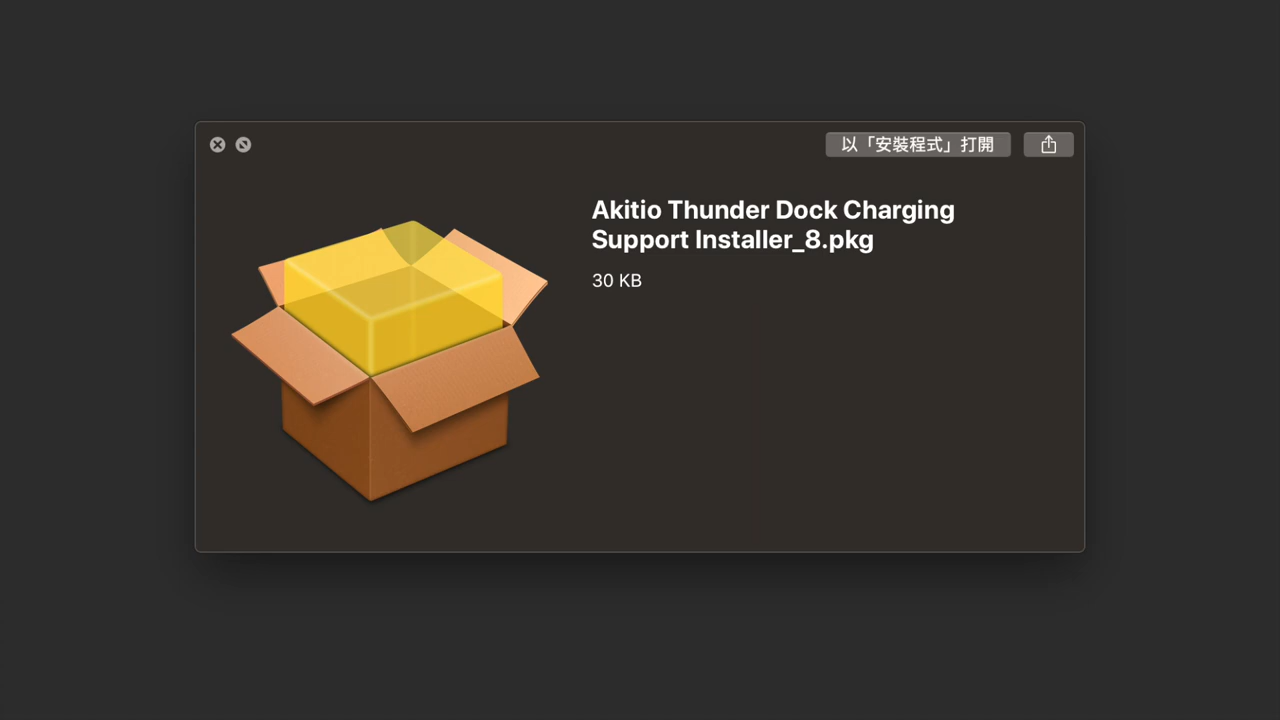 以「安裝程式」打開
Akitio Thunder Dock Charging
Support Installer_8.pkg
30 KB